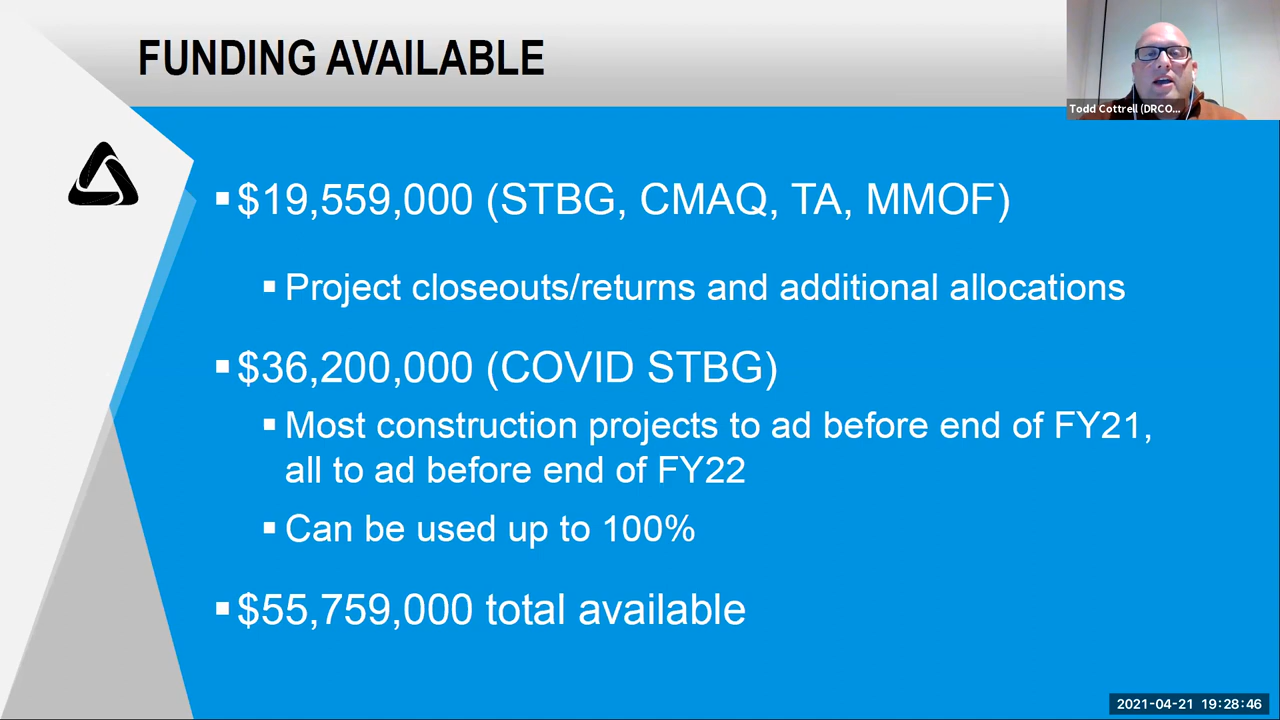 FUNDING AVAILABLE
Todd Cottrell (DRCO...
$19,559,000 (STBG, CMAQ, TA, MMOF)
Project closeouts/returns and additional allocations
$36,200,000 (COVID STBG)
Most construction projects to ad before end of FY21,
all to ad before end of FY22
Can be used up to 100%
$55,759,000 total available
2021-04-21 19:28:46